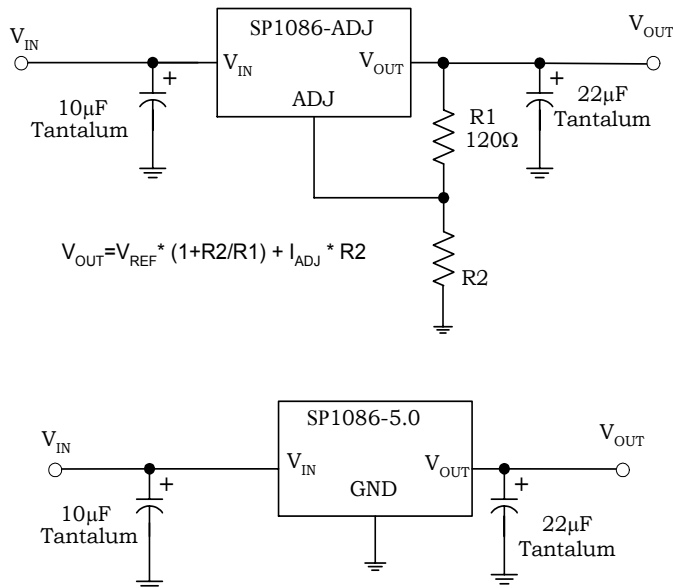 SP1086-ADJ
V_IN
V_OUT
V_IN
V_OUT
ADJ
+
10μF
Tantalum
R1
120Ω
+
22μF
Tantalum
V_OUT=V_REF* (1+R2/R1) + I_ADJ * R2
R2
SP1086-5.0
V_IN
V_OUT
V_IN
V_OUT
GND
+
10μF
Tantalum
+
22μF
Tantalum